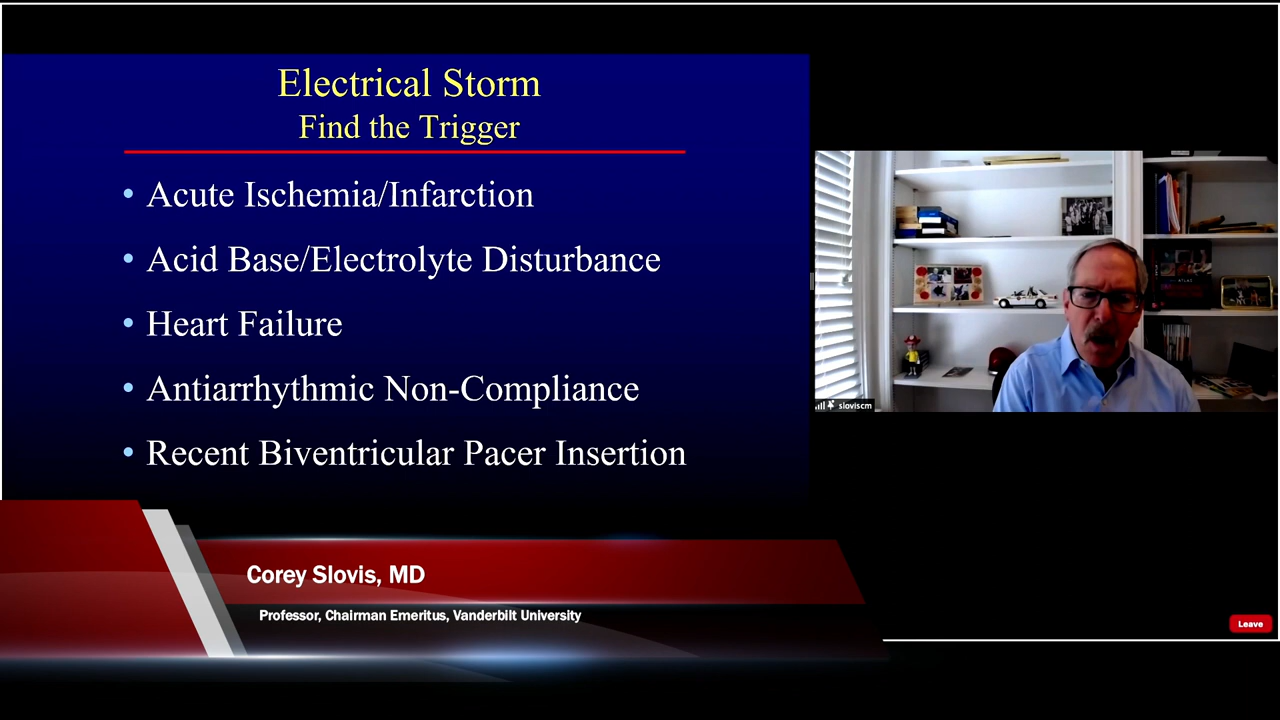 Electrical Storm
Find the Trigger
• Acute Ischemia/Infarction
• Acid Base/Electrolyte Disturbance
• Heart Failure
• Antiarrhythmic Non-Compliance
• Recent Biventricular Pacer Insertion
sloviscm
Corey Slovis, MD
Professor, Chairman Emeritus, Vanderbilt University
Leave